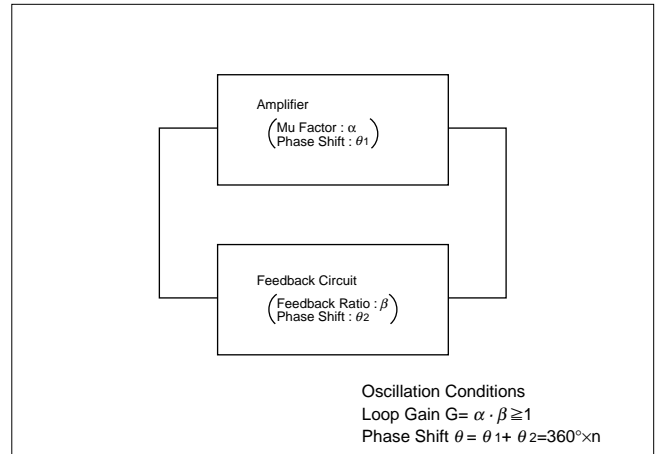 Amplifier
(Mu Factor : α
Phase Shift : θ1)
Feedback Circuit
(Feedback Ratio : β
Phase Shift : θ2)
Oscillation Conditions
Loop Gain G= α · β≧1
Phase Shift θ = θ1+ θ2=360°×n